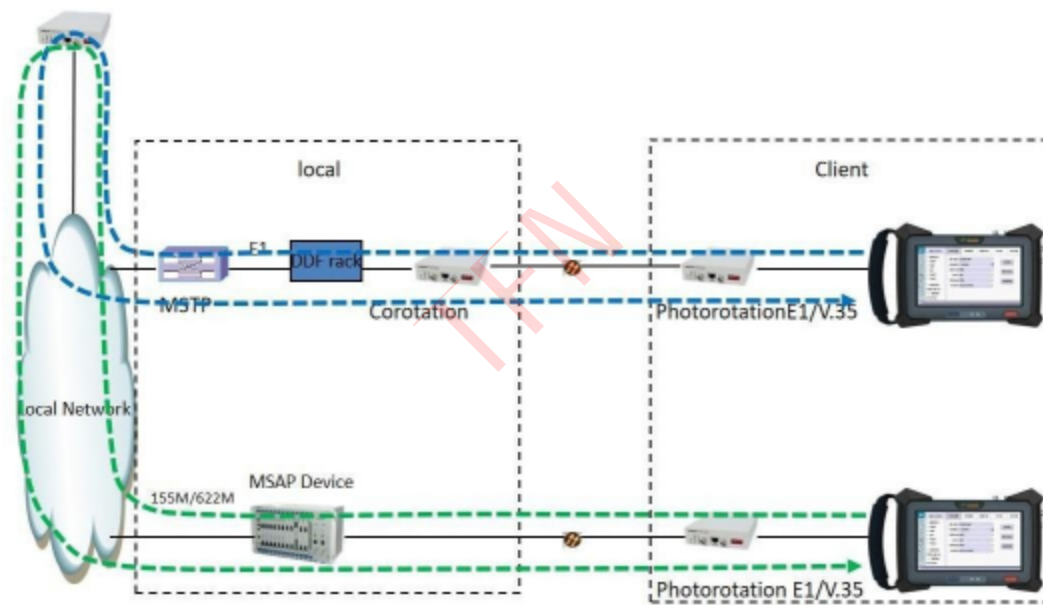 local
Client
E1
DDF rack
MSTP
Corotation
PhotorotationE1/V.35
TFN
Local Network
MSAP Device
155M/622M
Photorotation E1/V.35